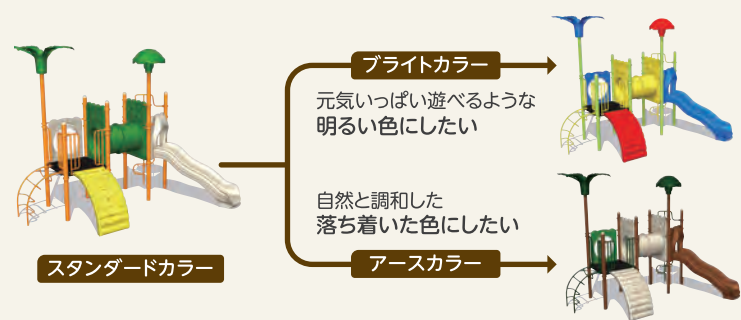 ブライトカラー
元気いっぱい遊べるような
明るい色にしたい
自然と調和した
落ち着いた色にしたい
スタンダードカラー
アースカラー